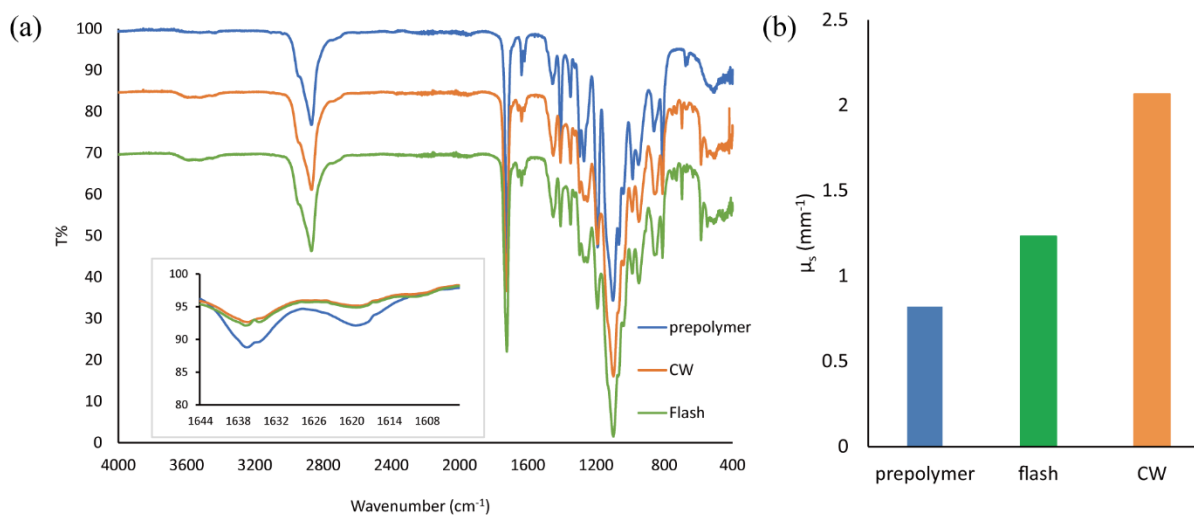 (a)
100
90
80
70
60
50
40
30
20
10
0
T%
4000 3600 3200 2800 2400 2000 1600 1200 800 400
Wavenumber (cm⁻¹)
100
95
90
85
80
1644 1638 1632 1626 1620 1614 1608
prepolymer
CW
Flash
(b)
2.5
2
1.5
1
0.5
0
μs (mm⁻¹)
prepolymer flash CW